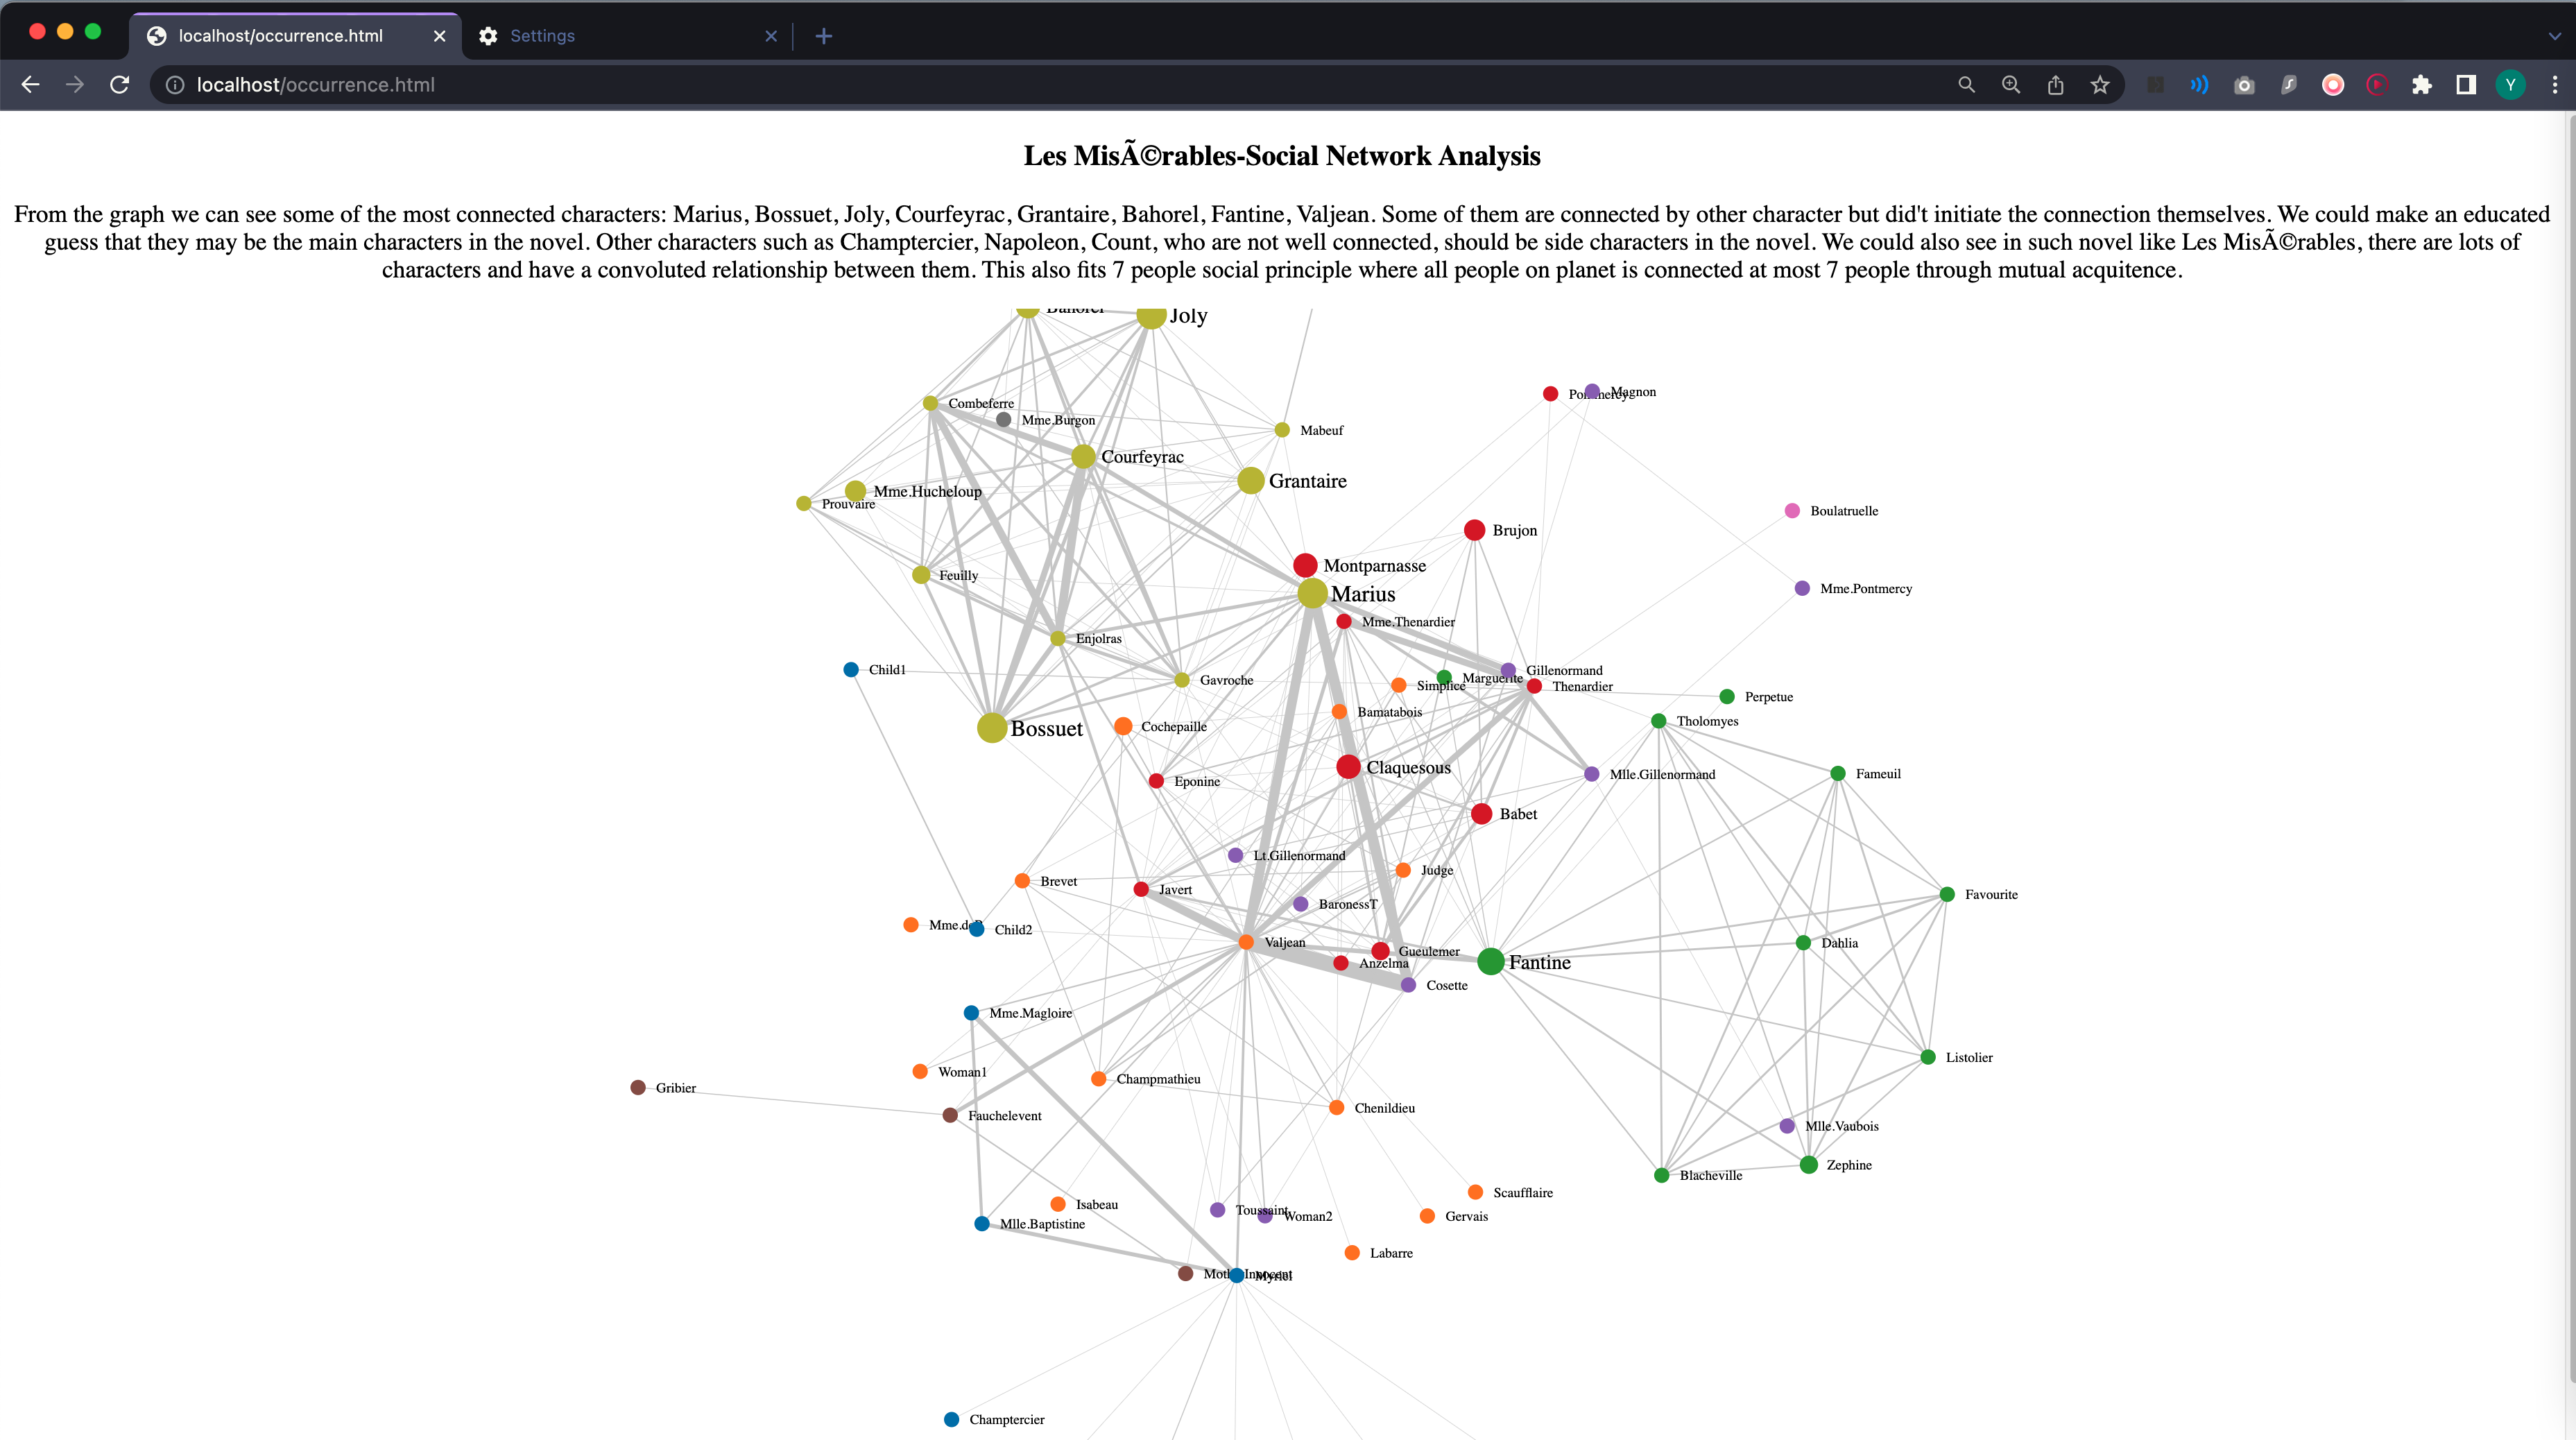 localhost/occurrence.html
Settings
localhost/occurrence.html
Y
Les MisÃ©rables-Social Network Analysis
From the graph we can see some of the most connected characters: Marius, Bossuet, Joly, Courfeyrac, Grantaire, Bahorel, Fantine, Valjean. Some of them are connected by other character but did't initiate the connection themselves. We could make an educated
guess that they may be the main characters in the novel. Other characters such as Champtercier, Napoleon, Count, who are not well connected, should be side characters in the novel. We could also see in such novel like Les MisÃ©rables, there are lots of
characters and have a convoluted relationship between them. This also fits 7 people social principle where all people on planet is connected at most 7 people through mutual acquitence.
Bahorel
Joly
Pontmercy
Magnon
Combeferre
Mme.Burgon
Mabeuf
Courfeyrac
Grantaire
Mme.Hucheloup
Prouvaire
Boulatruelle
Brujon
Montparnasse
Feuilly
Marius
Mme.Pontmercy
Mme.Thenardier
Enjolras
Child1
Gillenormand
Gavroche
Marguerite
Simplice
Thenardier
Perpetue
Bamatabois
Tholomyes
Bossuet
Cochepaille
Claquesous
Mlle.Gillenormand
Fameuil
Eponine
Babet
Lt.Gillenormand
Judge
Brevet
Javert
Favourite
BaronessT
Mme.deR
Child2
Valjean
Dahlia
Gueulemer
Anzelma
Fantine
Cosette
Mme.Magloire
Listolier
Woman1
Champmathieu
Gribier
Chenildieu
Fauchelevent
Mlle.Vaubois
Zephine
Blacheville
Scaufflaire
Isabeau
Toussaint
Woman2
Gervais
Mlle.Baptistine
Labarre
MotherInnocent
Myriel
Champtercier